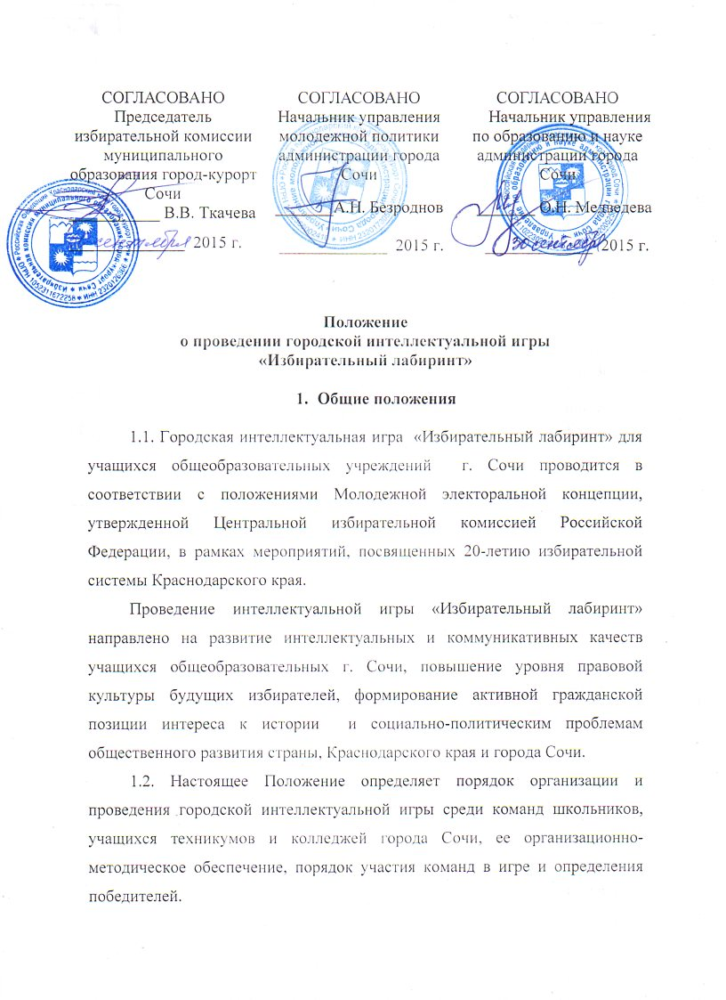 СОГЛАСОВАНО
Председатель
избирательной комиссии
муниципального
образования город-курорт
Сочи
В.В. Ткачева
сентября 2015 г.
СОГЛАСОВАНО
Начальник управления
молодежной политики
администрации города
Сочи
А.Н. Безроднов
2015 г.
СОГЛАСОВАНО
Начальник управления
по образованию и науке
администрации города
Сочи
О.Н. Медведева
30 сентября 2015 г.
Положение
о проведении городской интеллектуальной игры
«Избирательный лабиринт»
1. Общие положения
1.1. Городская интеллектуальная игра «Избирательный лабиринт» для
учащихся общеобразовательных учреждений г. Сочи проводится в
соответствии с положениями Молодежной электоральной концепции,
утвержденной Центральной избирательной комиссией Российской
Федерации, в рамках мероприятий, посвященных 20-летию избирательной
системы Краснодарского края.
Проведение интеллектуальной игры «Избирательный лабиринт»
направлено на развитие интеллектуальных и коммуникативных качеств
учащихся общеобразовательных г. Сочи, повышение уровня правовой
культуры будущих избирателей, формирование активной гражданской
позиции интереса к истории и социально-политическим проблемам
общественного развития страны, Краснодарского края и города Сочи.
1.2. Настоящее Положение определяет порядок организации и
проведения городской интеллектуальной игры среди команд школьников,
учащихся техникумов и колледжей города Сочи, ее организационно-
методическое обеспечение, порядок участия команд в игре и определения
победителей.